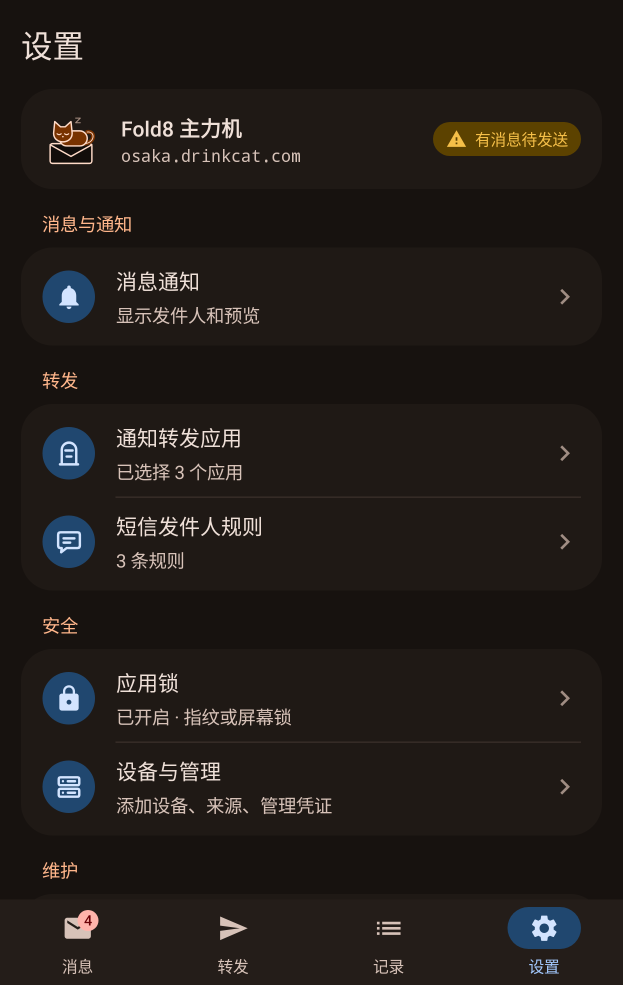 设置
z
Fold8 主力机
osaka.drinkcat.com
有消息待发送
消息与通知
消息通知
显示发件人和预览
转发
通知转发应用
已选择 3 个应用
短信发件人规则
3 条规则
安全
应用锁
已开启 · 指纹或屏幕锁
设备与管理
添加设备、来源、管理凭证
维护
4
消息
转发
记录
设置